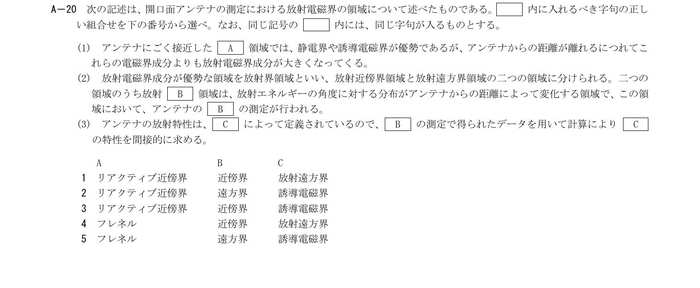 A－20 次の記述は、開口面アンテナの測定における放射電磁界の領域について述べたものである。 内に入れるべき字句の正し
い組合せを下の番号から選べ。なお、同じ記号の 内には、同じ字句が入るものとする。
(1) アンテナにごく接近した A 領域では、静電界や誘導電磁界が優勢であるが、アンテナからの距離が離れるにつれてこ
れらの電磁界成分よりも放射電磁界成分が大きくなってくる。
(2) 放射電磁界成分が優勢な領域を放射界領域といい、放射近傍界領域と放射遠方界領域の二つの領域に分けられる。二つの
領域のうち放射 B 領域は、放射エネルギーの角度に対する分布がアンテナからの距離によって変化する領域で、この領
域において、アンテナの B の測定が行われる。
(3) アンテナの放射特性は、 C によって定義されているので、 B の測定で得られたデータを用いて計算により C
の特性を間接的に求める。
A B C
1 リアクティブ近傍界 近傍界 放射遠方界
2 リアクティブ近傍界 遠方界 誘導電磁界
3 リアクティブ近傍界 近傍界 誘導電磁界
4 フレネル 近傍界 放射遠方界
5 フレネル 遠方界 誘導電磁界